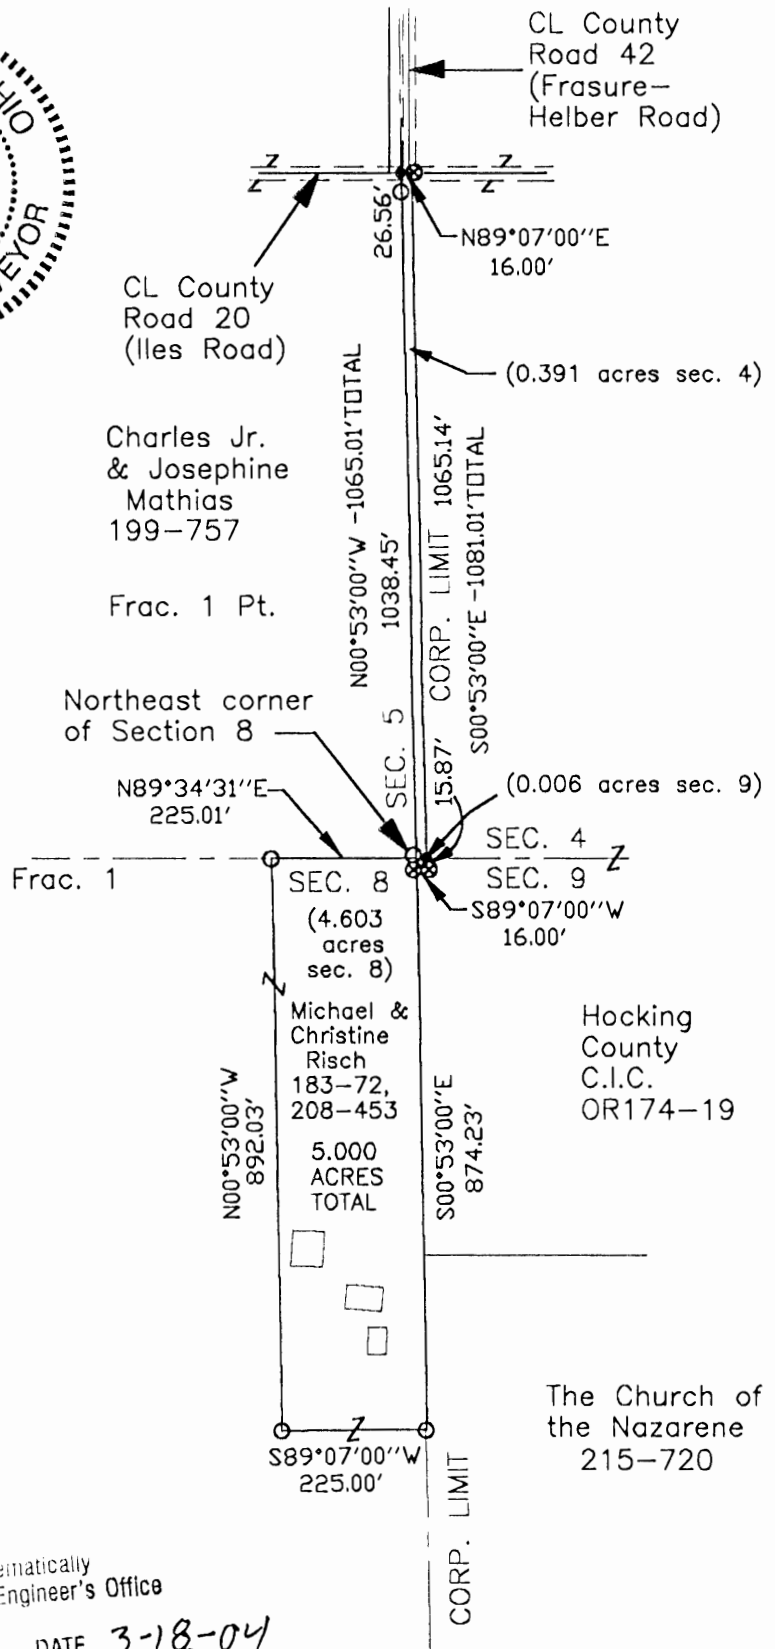 CL County
Road 42
(Frasure-
Helber Road)
N89°07'00"E
16.00'
26.56'
CL County
Road 20
(Iles Road)
(0.391 acres sec. 4)
Charles Jr.
& Josephine
Mathias
199-757
Frac. 1 Pt.
N00°53'00"W -1065.01'TOTAL
1038.45'
CORP. LIMIT 1065.14'
S00°53'00"E -1081.01'TOTAL
Northeast corner
of Section 8
SEC. 5
15.87'
N89°34'31"E
225.01'
(0.006 acres sec. 9)
SEC. 4
Frac. 1
SEC. 8
SEC. 9
S89°07'00"W
16.00'
(4.603
acres
sec. 8)
Michael &
Christine
Risch
183-72,
208-453
5.000
ACRES
TOTAL
N00°53'00"W
892.03'
S00°53'00"E
874.23'
Hocking
County
C.I.C.
OR174-19
The Church of
the Nazarene
215-720
S89°07'00"W
225.00'
CORP. LIMIT
Engineer's Office
DATE 3-18-04